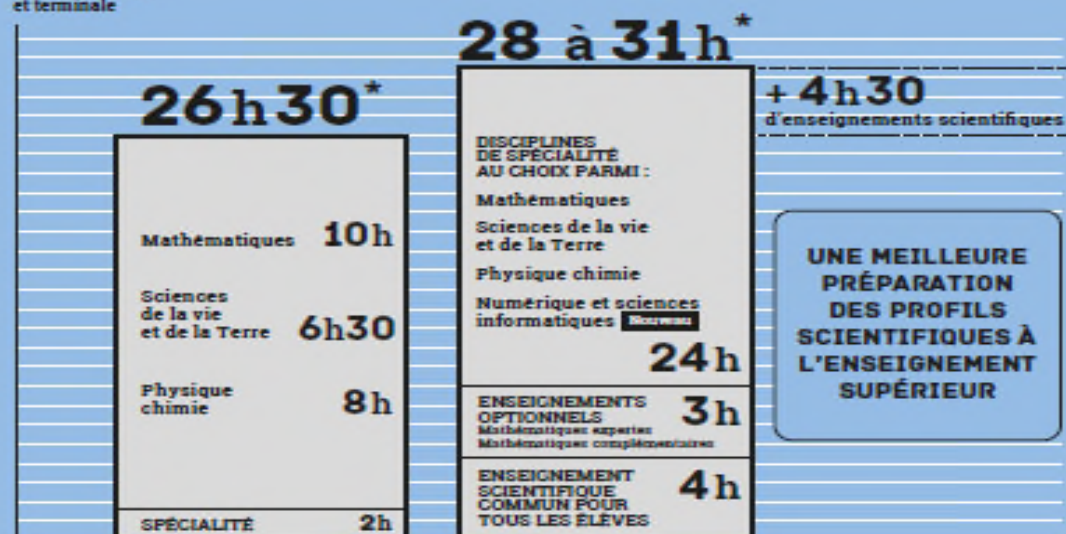 et terminale
26h30*
Mathématiques 10h
Sciences
de la vie
et de la Terre 6h30
Physique
chimie 8h
SPÉCIALITÉ 2h
28 à 31h*
DISCIPLINES
DE SPÉCIALITÉ
AU CHOIX PARMI :
Mathématiques
Sciences de la vie
et de la Terre
Physique chimie
Numérique et sciences
informatiques Nouveau
24h
ENSEIGNEMENTS
OPTIONNELS 3h
Mathématiques expertes
Mathématiques complémentaires
ENSEIGNEMENT
SCIENTIFIQUE 4h
COMMUN POUR
TOUS LES ÉLÈVES
+ 4h30
d'enseignements scientifiques
UNE MEILLEURE
PRÉPARATION
DES PROFILS
SCIENTIFIQUES À
L'ENSEIGNEMENT
SUPÉRIEUR